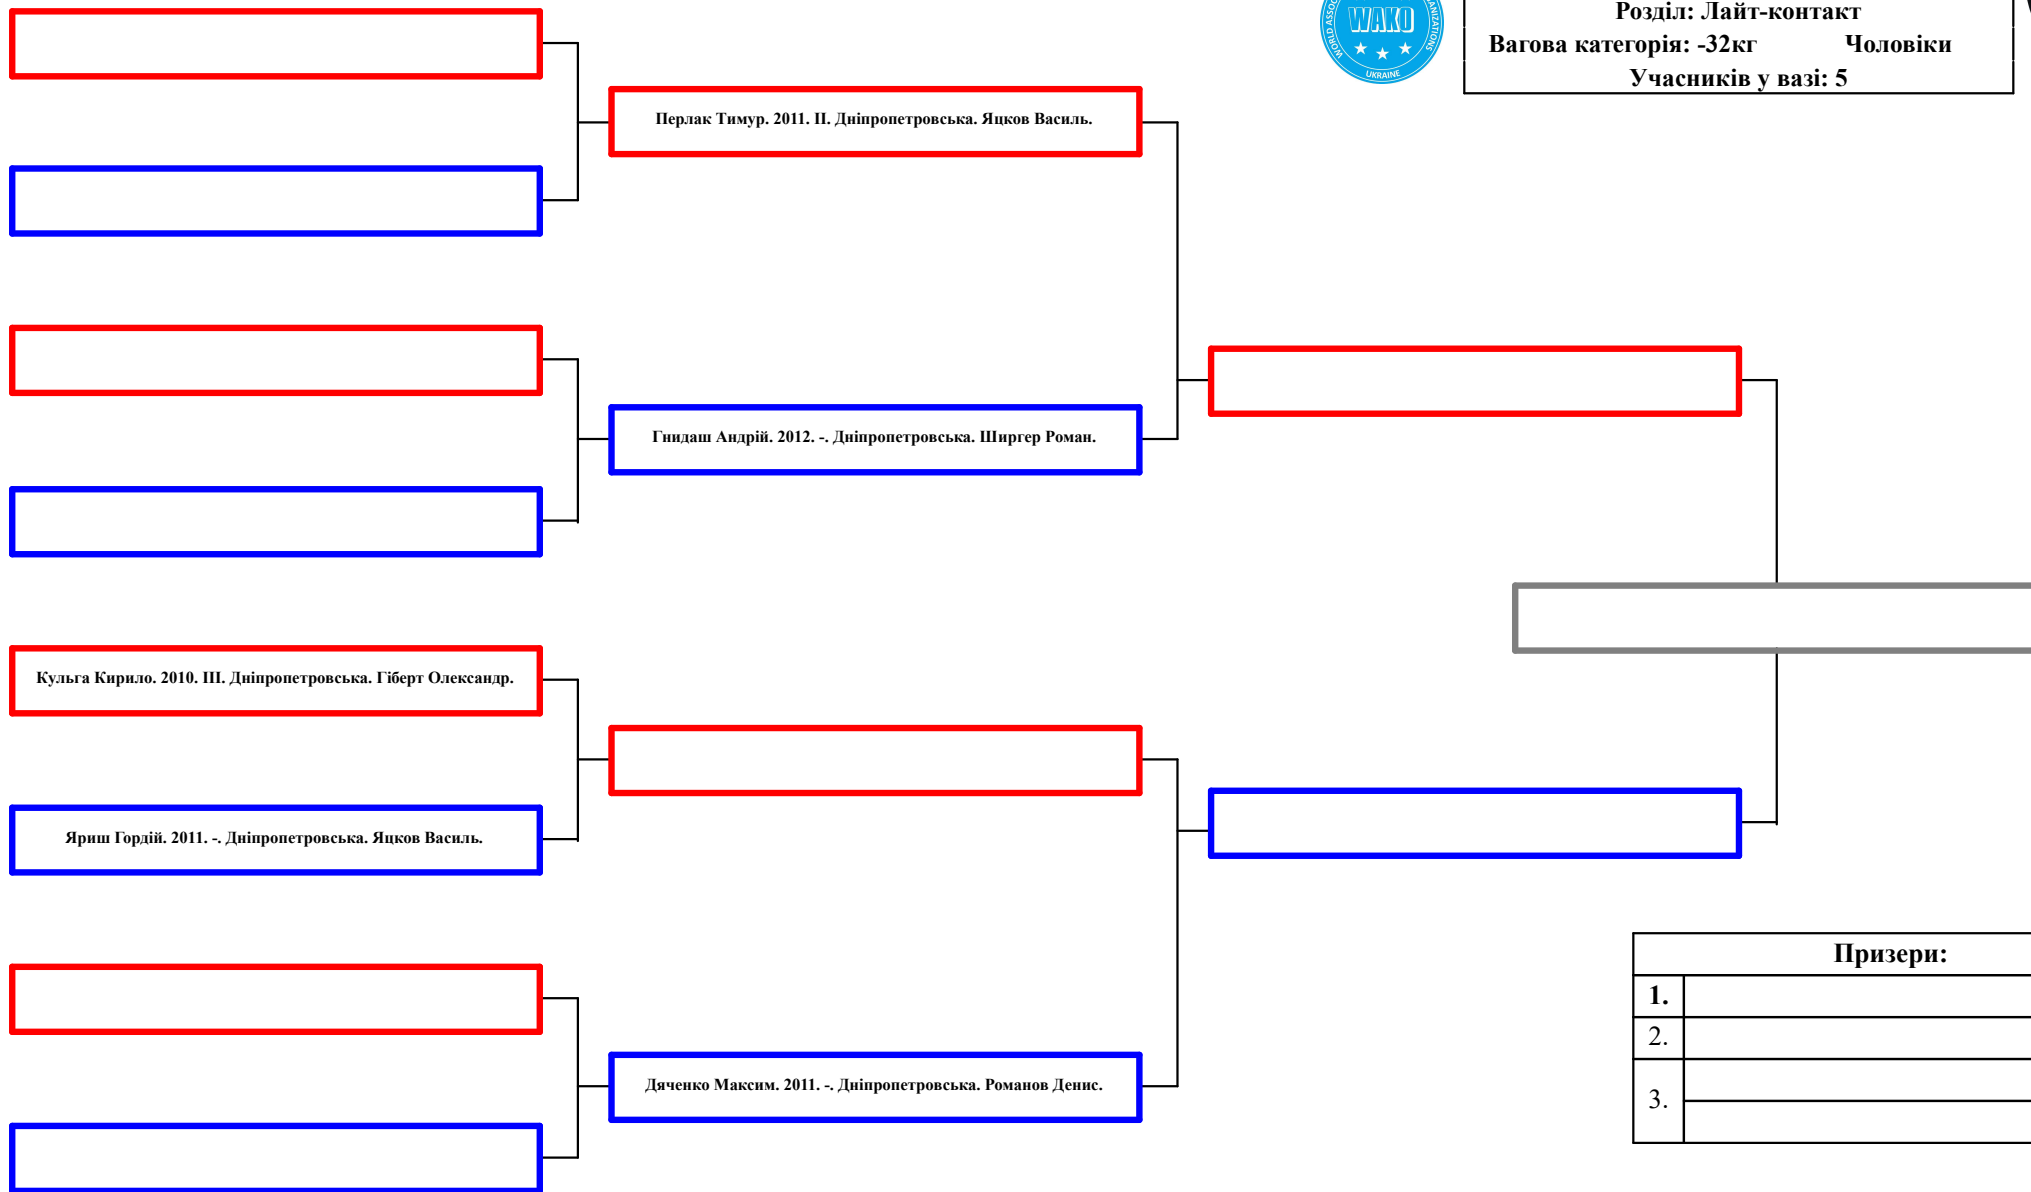 WAKO
UKRAINE
Розділ: Лайт-контакт
Вагова категорія: -32кг Чоловіки
Учасників у вазі: 5
Перлак Тимур. 2011. II. Дніпропетровська. Яцков Василь.
Гнидаш Андрій. 2012. -. Дніпропетровська. Ширгер Роман.
Кульга Кирило. 2010. III. Дніпропетровська. Гіберт Олександр.
Яриш Гордій. 2011. -. Дніпропетровська. Яцков Василь.
Дяченко Максим. 2011. -. Дніпропетровська. Романов Денис.
Призери:
1.
2.
3.